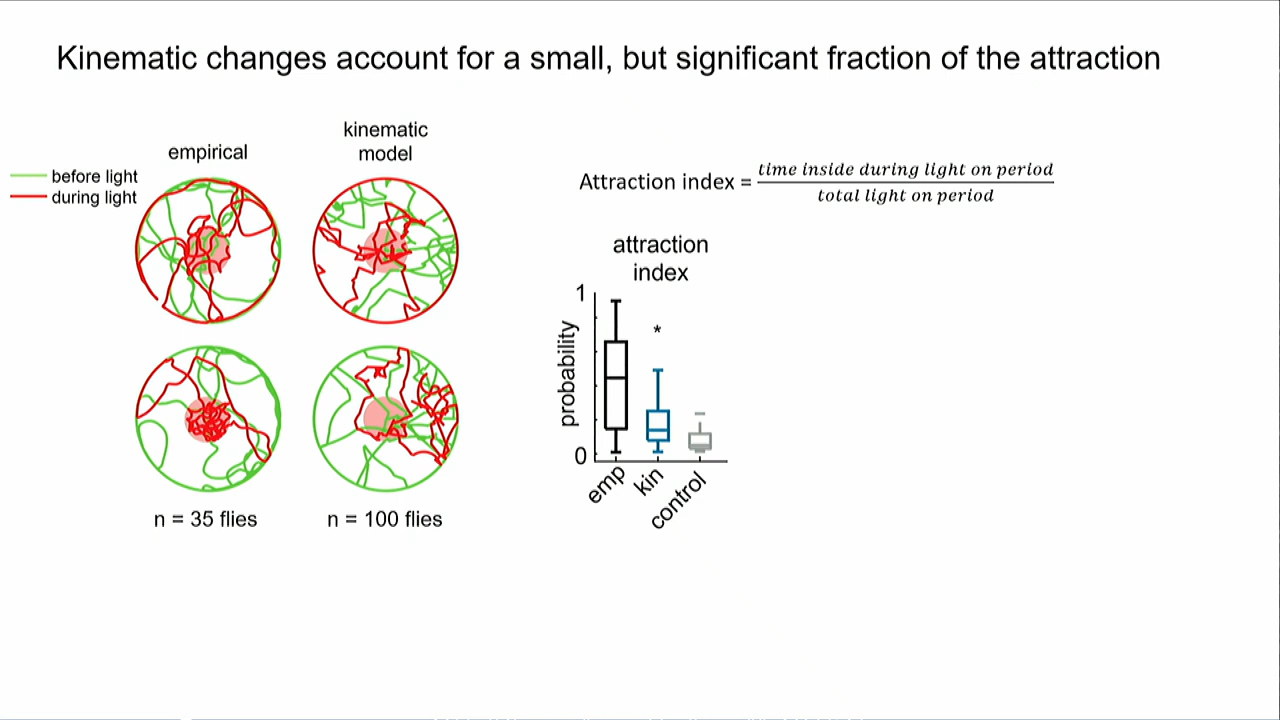 Kinematic changes account for a small, but significant fraction of the attraction
empirical
kinematic
model
before light
during light
n = 35 flies
n = 100 flies
Attraction index = time inside during light on period
total light on period
attraction
index
probability
1
*
0
emp
kin
control